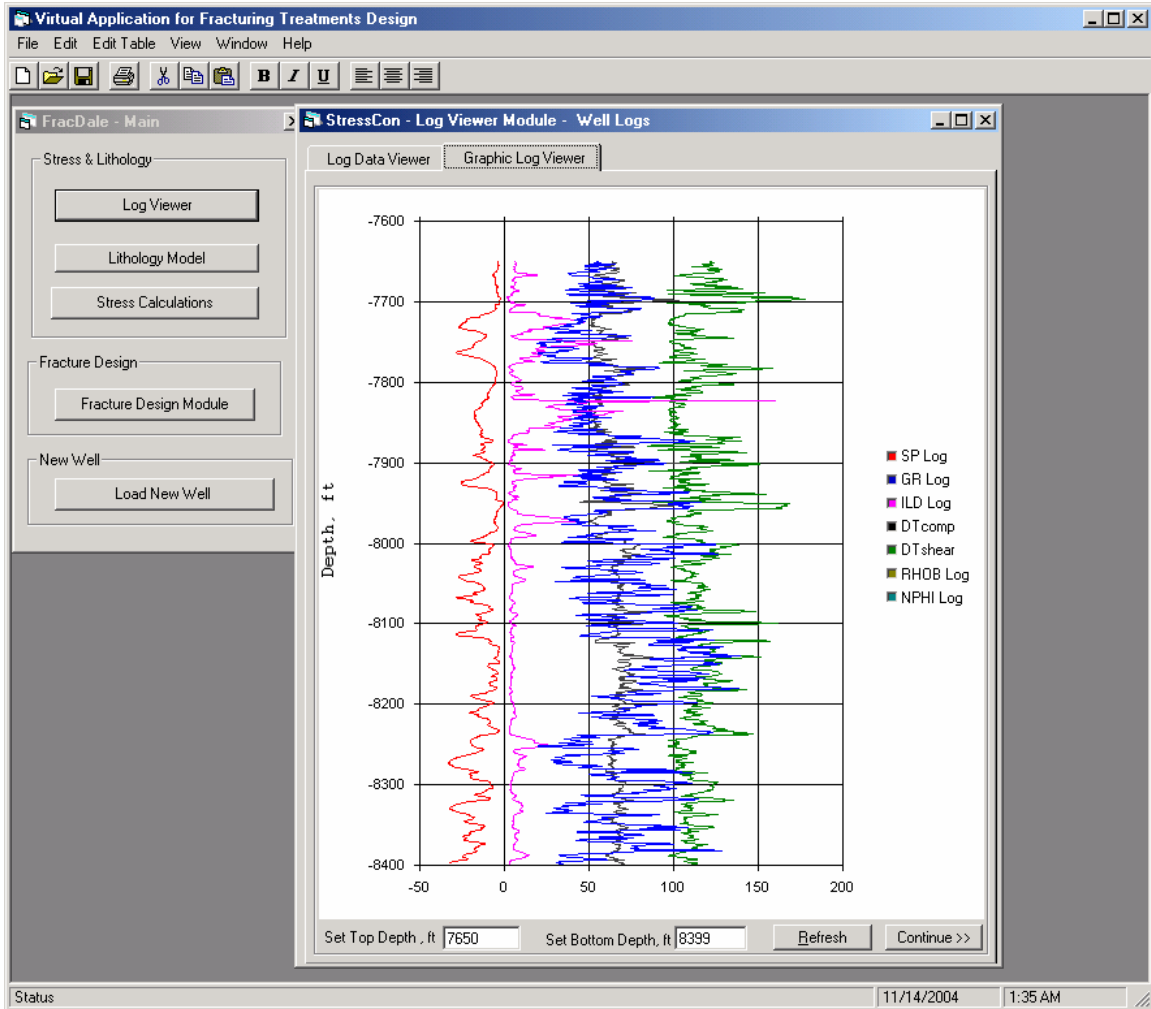 Virtual Application for Fracturing Treatments Design
File Edit Edit Table View Window Help
B I U
FracDale - Main
Stress & Lithology
Log Viewer
Lithology Model
Stress Calculations
Fracture Design
Fracture Design Module
New Well
Load New Well
StressCon - Log Viewer Module - Well Logs
Log Data Viewer Graphic Log Viewer
-7600
-7700
-7800
-7900
-8000
-8100
-8200
-8300
-8400
Depth, ft
-50 0 50 100 150 200
SP Log
GR Log
ILD Log
DTcomp
DTshear
RHOB Log
NPHI Log
Set Top Depth , ft 7650 Set Bottom Depth, ft 8399 Refresh Continue >>
Status 11/14/2004 1:35 AM